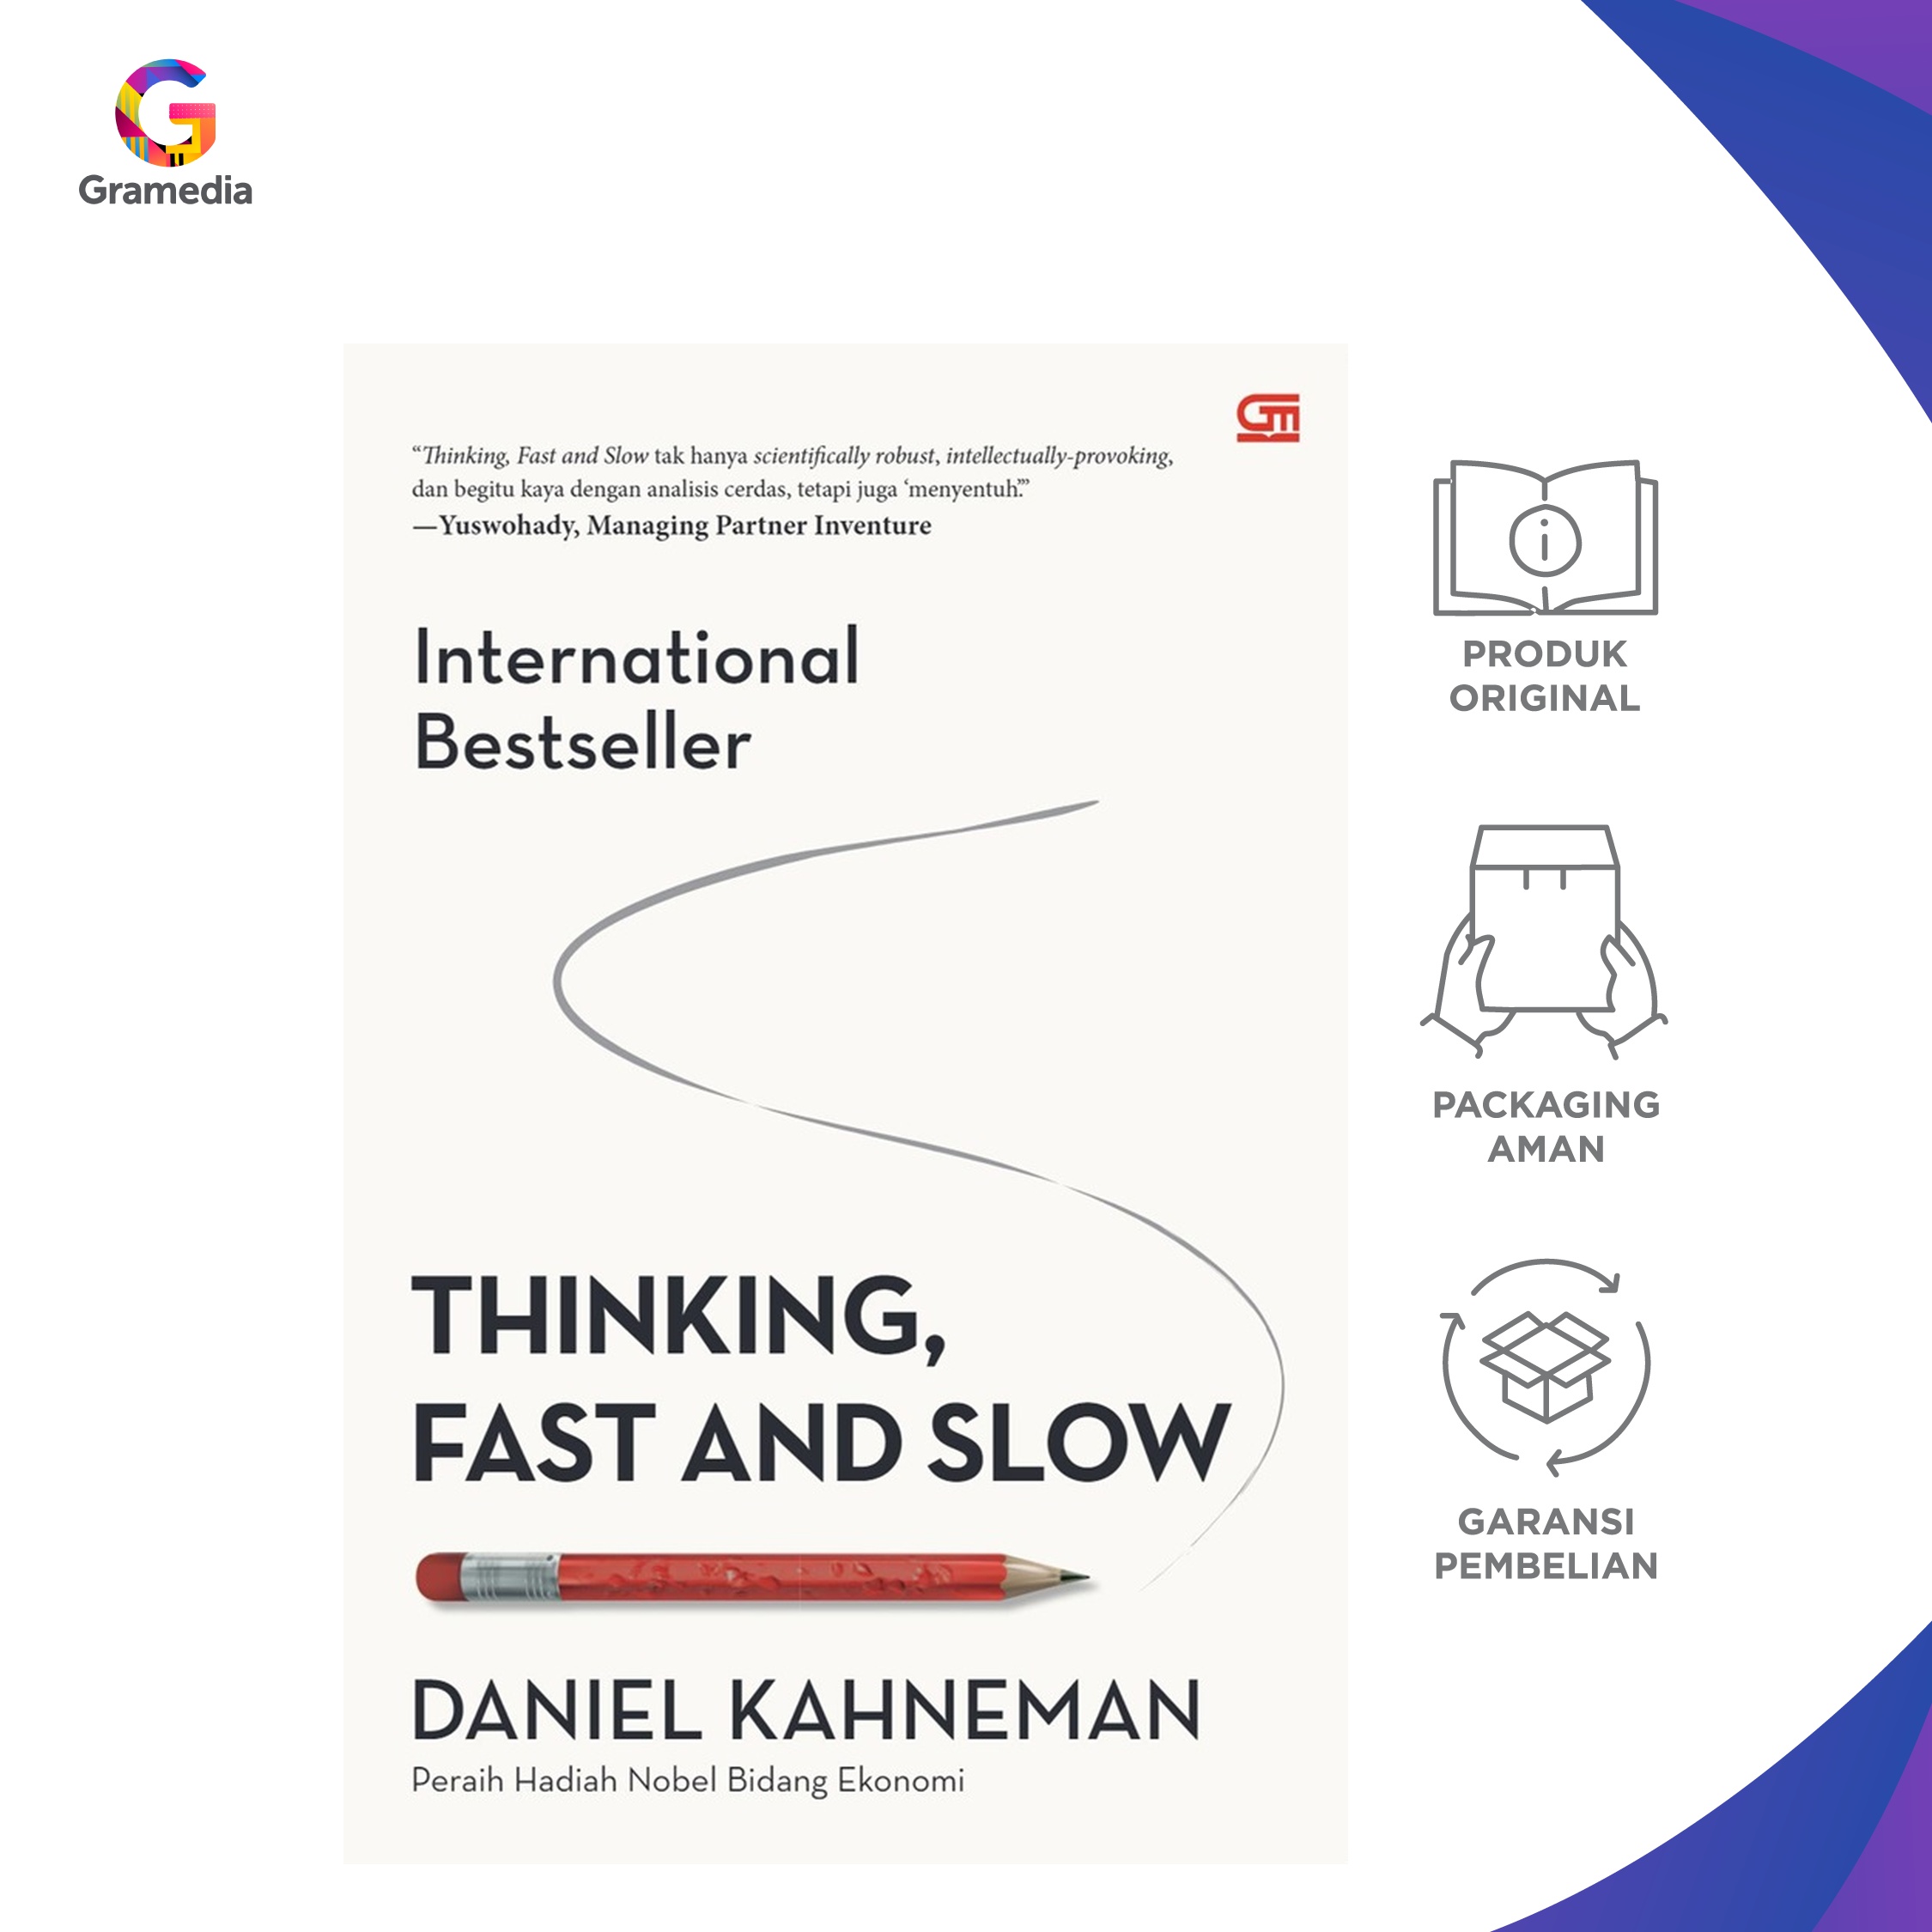 Gramedia
GM
“Thinking, Fast and Slow tak hanya scientifically robust, intellectually-provoking,
dan begitu kaya dengan analisis cerdas, tetapi juga ‘menyentuh’.”
—Yuswohady, Managing Partner Inventure
International
Bestseller
THINKING,
FAST AND SLOW
DANIEL KAHNEMAN
Peraih Hadiah Nobel Bidang Ekonomi
PRODUK
ORIGINAL
PACKAGING
AMAN
GARANSI
PEMBELIAN